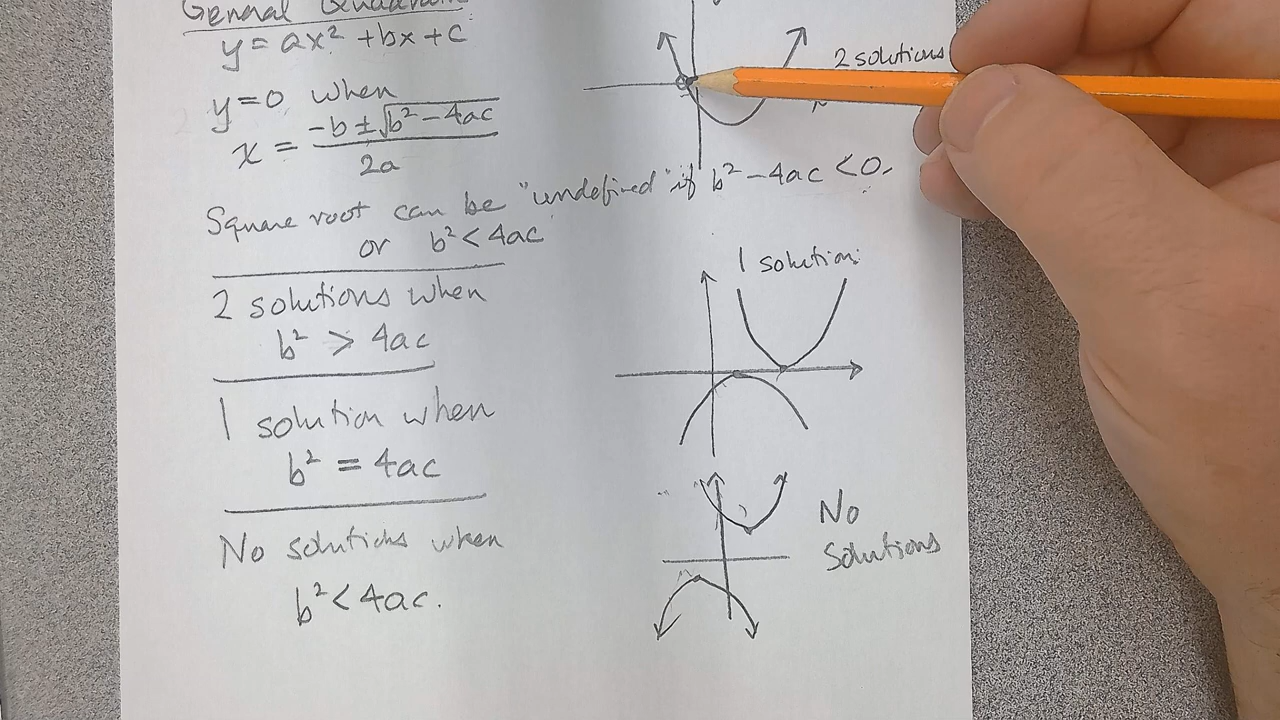 General Quadratic
y = ax² + bx + c
y = 0 when
x = -b ± √b² - 4ac
2a
Square root can be "undefined" if b² - 4ac < 0.
or b² < 4ac
2 solutions when
b² > 4ac
1 solution when
b² = 4ac
No solutions when
b² < 4ac.
2 solutions
1 solution:
No
Solutions